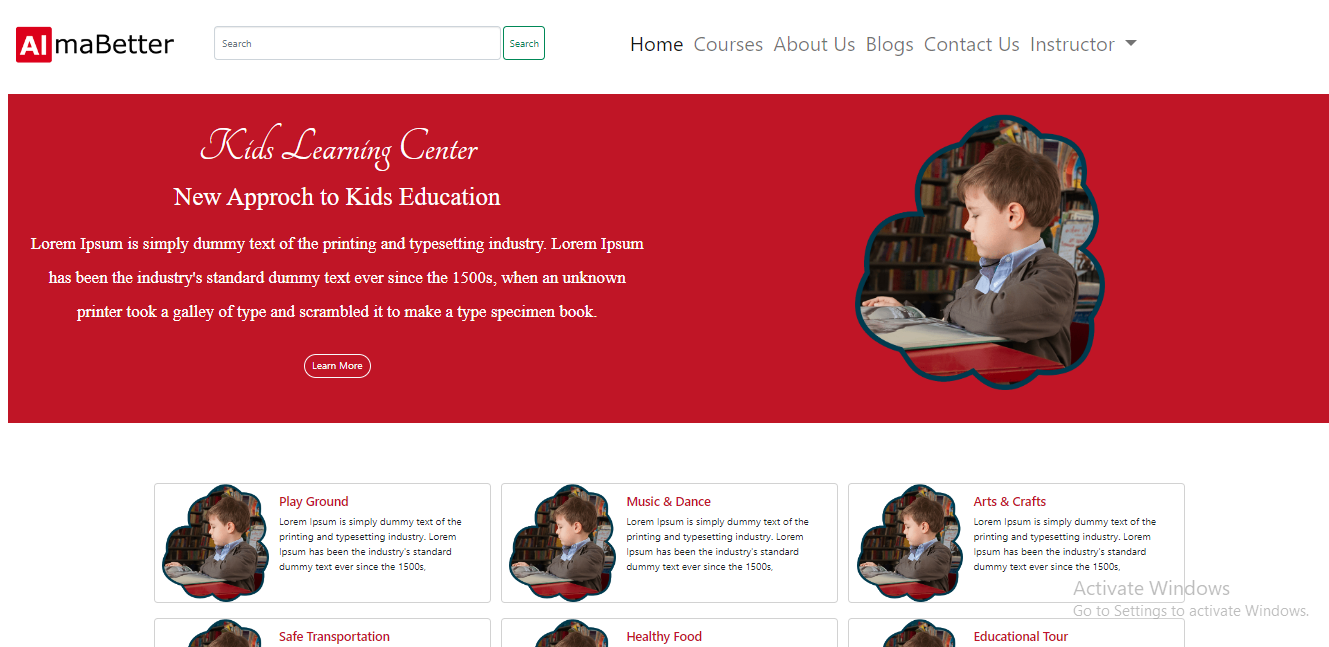 AlmaBetter
Search
Search
Home Courses About Us Blogs Contact Us Instructor
Kids Learning Center
New Approch to Kids Education
Lorem Ipsum is simply dummy text of the printing and typesetting industry. Lorem Ipsum
has been the industry's standard dummy text ever since the 1500s, when an unknown
printer took a galley of type and scrambled it to make a type specimen book.
Learn More
Play Ground
Lorem Ipsum is simply dummy text of the
printing and typesetting industry. Lorem
Ipsum has been the industry's standard
dummy text ever since the 1500s,
Music & Dance
Lorem Ipsum is simply dummy text of the
printing and typesetting industry. Lorem
Ipsum has been the industry's standard
dummy text ever since the 1500s,
Arts & Crafts
Lorem Ipsum is simply dummy text of the
printing and typesetting industry. Lorem
Ipsum has been the industry's standard
dummy text ever since the 1500s,
Safe Transportation
Healthy Food
Educational Tour
Activate Windows
Go to Settings to activate Windows.